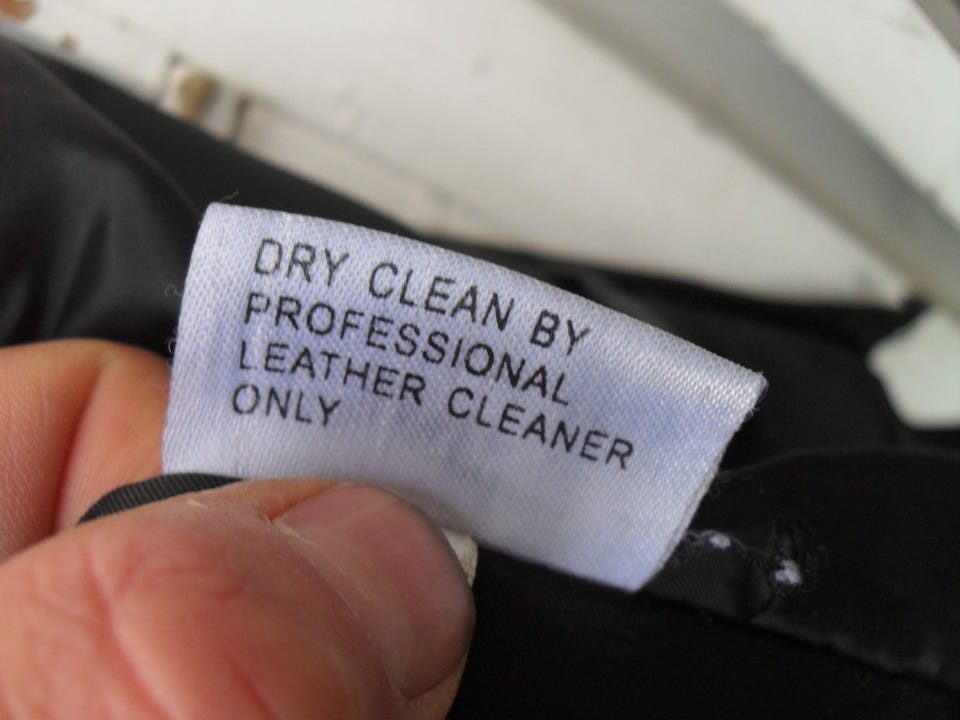 DRY CLEAN BY
PROFESSIONAL
LEATHER CLEANER
ONLY